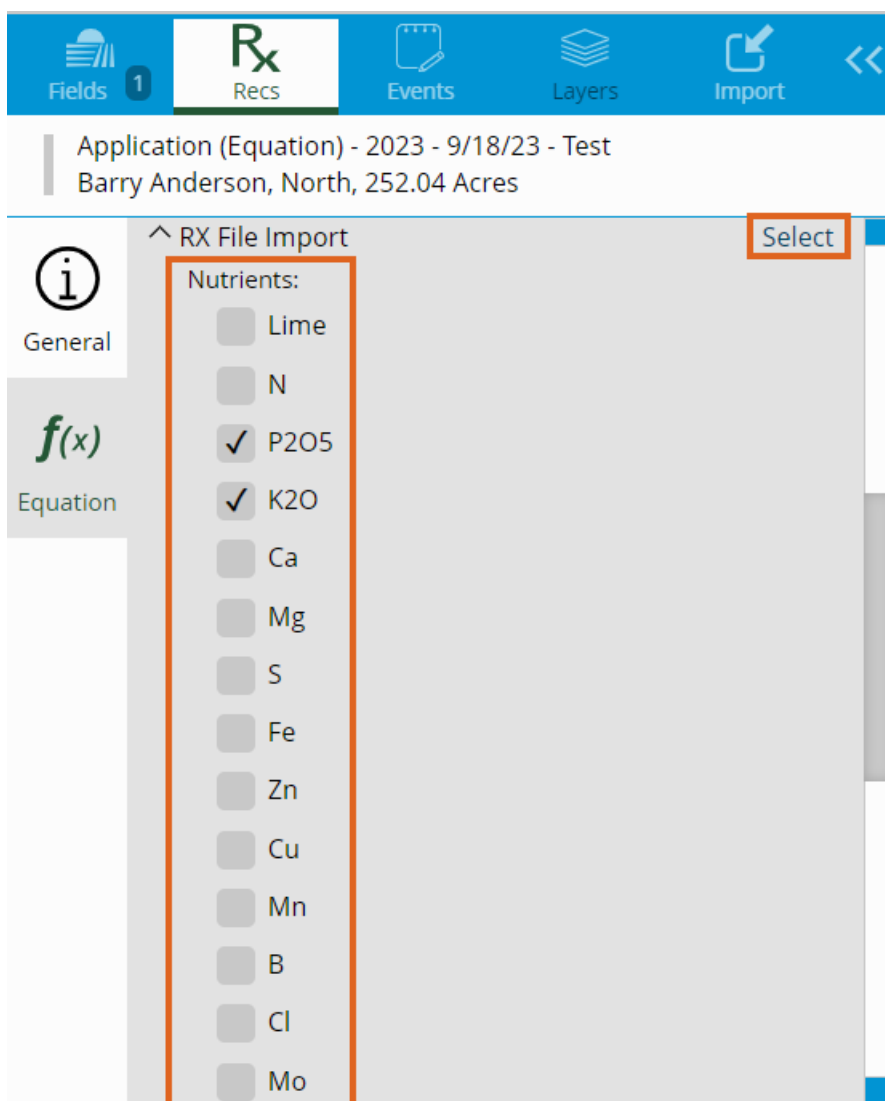 Fields 1 Rx Recs Events Layers Import <<
Application (Equation) - 2023 - 9/18/23 - Test
Barry Anderson, North, 252.04 Acres
RX File Import Select
Nutrients:
General
Lime
N
P2O5
f(x)
Equation
K2O
Ca
Mg
S
Fe
Zn
Cu
Mn
B
Cl
Mo